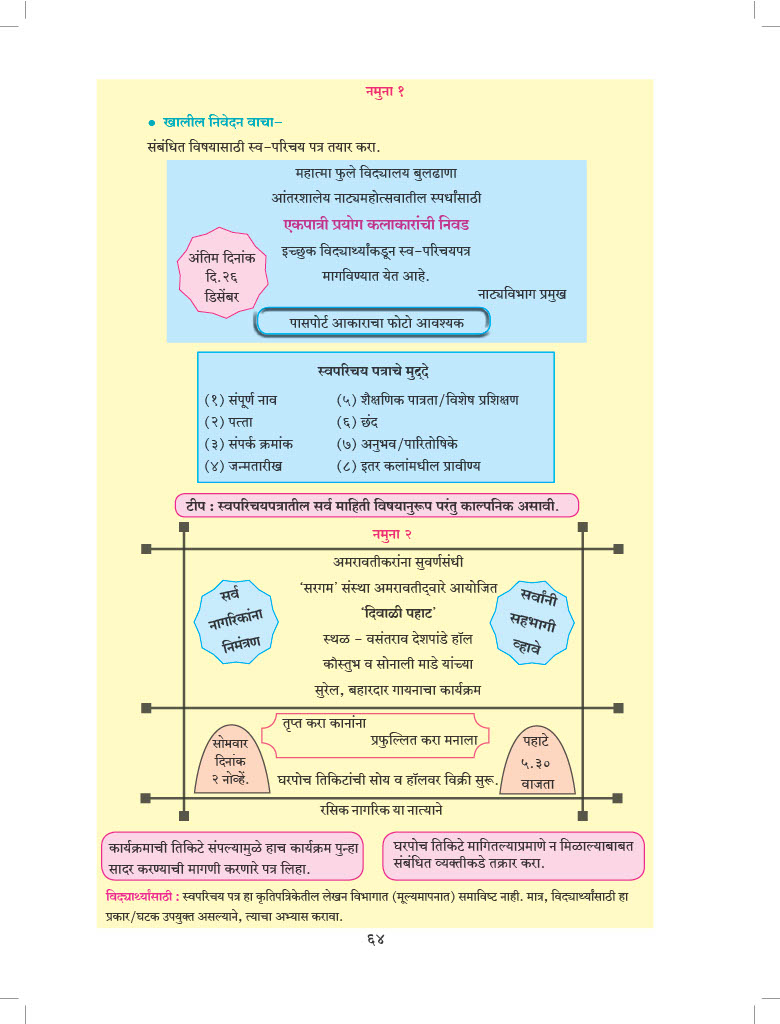 नमुना १
● खालील निवेदन वाचा–
संबंधित विषयासाठी स्व-परिचय पत्र तयार करा.
महात्मा फुले विद्यालय बुलढाणा
आंतरशालेय नाट्यमहोत्सवातील स्पर्धांसाठी
एकपात्री प्रयोग कलाकारांची निवड
इच्छुक विद्यार्थ्यांकडून स्व-परिचयपत्र
मागविण्यात येत आहे.
अंतिम दिनांक
दि.२६
डिसेंबर
नाट्यविभाग प्रमुख
पासपोर्ट आकाराचा फोटो आवश्यक
स्वपरिचय पत्राचे मुद्‌दे
(१) संपूर्ण नाव (५) शैक्षणिक पात्रता/विशेष प्रशिक्षण
(२) पत्ता (६) छंद
(३) संपर्क क्रमांक (७) अनुभव/पारितोषिके
(४) जन्मतारीख (८) इतर कलांमधील प्रावीण्य
टीप : स्वपरिचयपत्रातील सर्व माहिती विषयानुरूप परंतु काल्पनिक असावी.
नमुना २
अमरावतीकरांना सुवर्णसंधी
‘सरगम’ संस्था अमरावतीद्‌वारे आयोजित
‘दिवाळी पहाट’
स्थळ – वसंतराव देशपांडे हॉल
कौस्तुभ व सोनाली माडे यांच्या
सुरेल, बहारदार गायनाचा कार्यक्रम
सर्व
नागरिकांना
निमंत्रण
सर्वांनी
सहभागी
व्हावे
तृप्त करा कानांना
प्रफुल्लित करा मनाला
सोमवार
दिनांक
२ नोव्हें.
घरपोच तिकिटांची सोय व हॉलवर विक्री सुरू.
पहाटे
५.३०
वाजता
रसिक नागरिक या नात्याने
कार्यक्रमाची तिकिटे संपल्यामुळे हाच कार्यक्रम पुन्हा
सादर करण्याची मागणी करणारे पत्र लिहा.
घरपोच तिकिटे मागितल्याप्रमाणे न मिळाल्याबाबत
संबंधित व्यक्तीकडे तक्रार करा.
विद्यार्थ्यांसाठी : स्वपरिचय पत्र हा कृतिपत्रिकेतील लेखन विभागात (मूल्यमापनात) समाविष्ट नाही. मात्र, विद्यार्थ्यांसाठी हा
प्रकार/घटक उपयुक्त असल्याने, त्याचा अभ्यास करावा.
६४